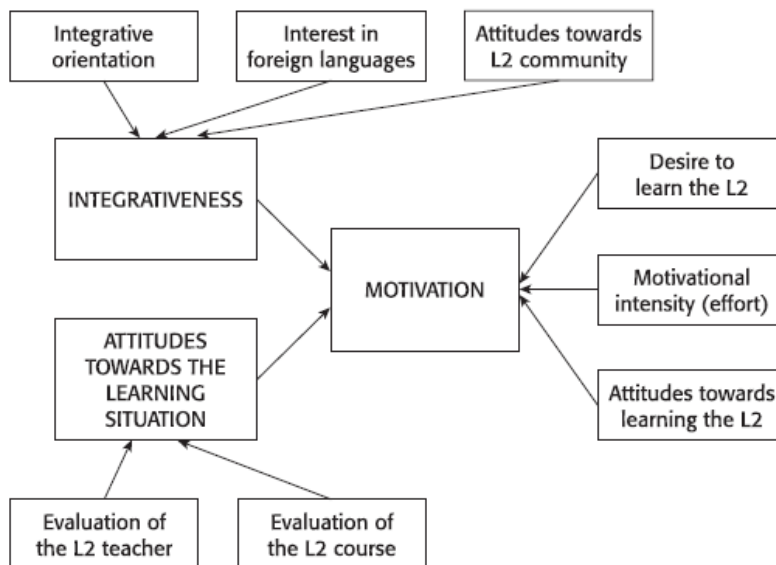 Integrative
orientation
Interest in
foreign languages
Attitudes towards
L2 community
INTEGRATIVENESS
Desire to
learn the L2
MOTIVATION
Motivational
intensity (effort)
ATTITUDES
TOWARDS THE
LEARNING
SITUATION
Attitudes towards
learning the L2
Evaluation of
the L2 teacher
Evaluation of
the L2 course